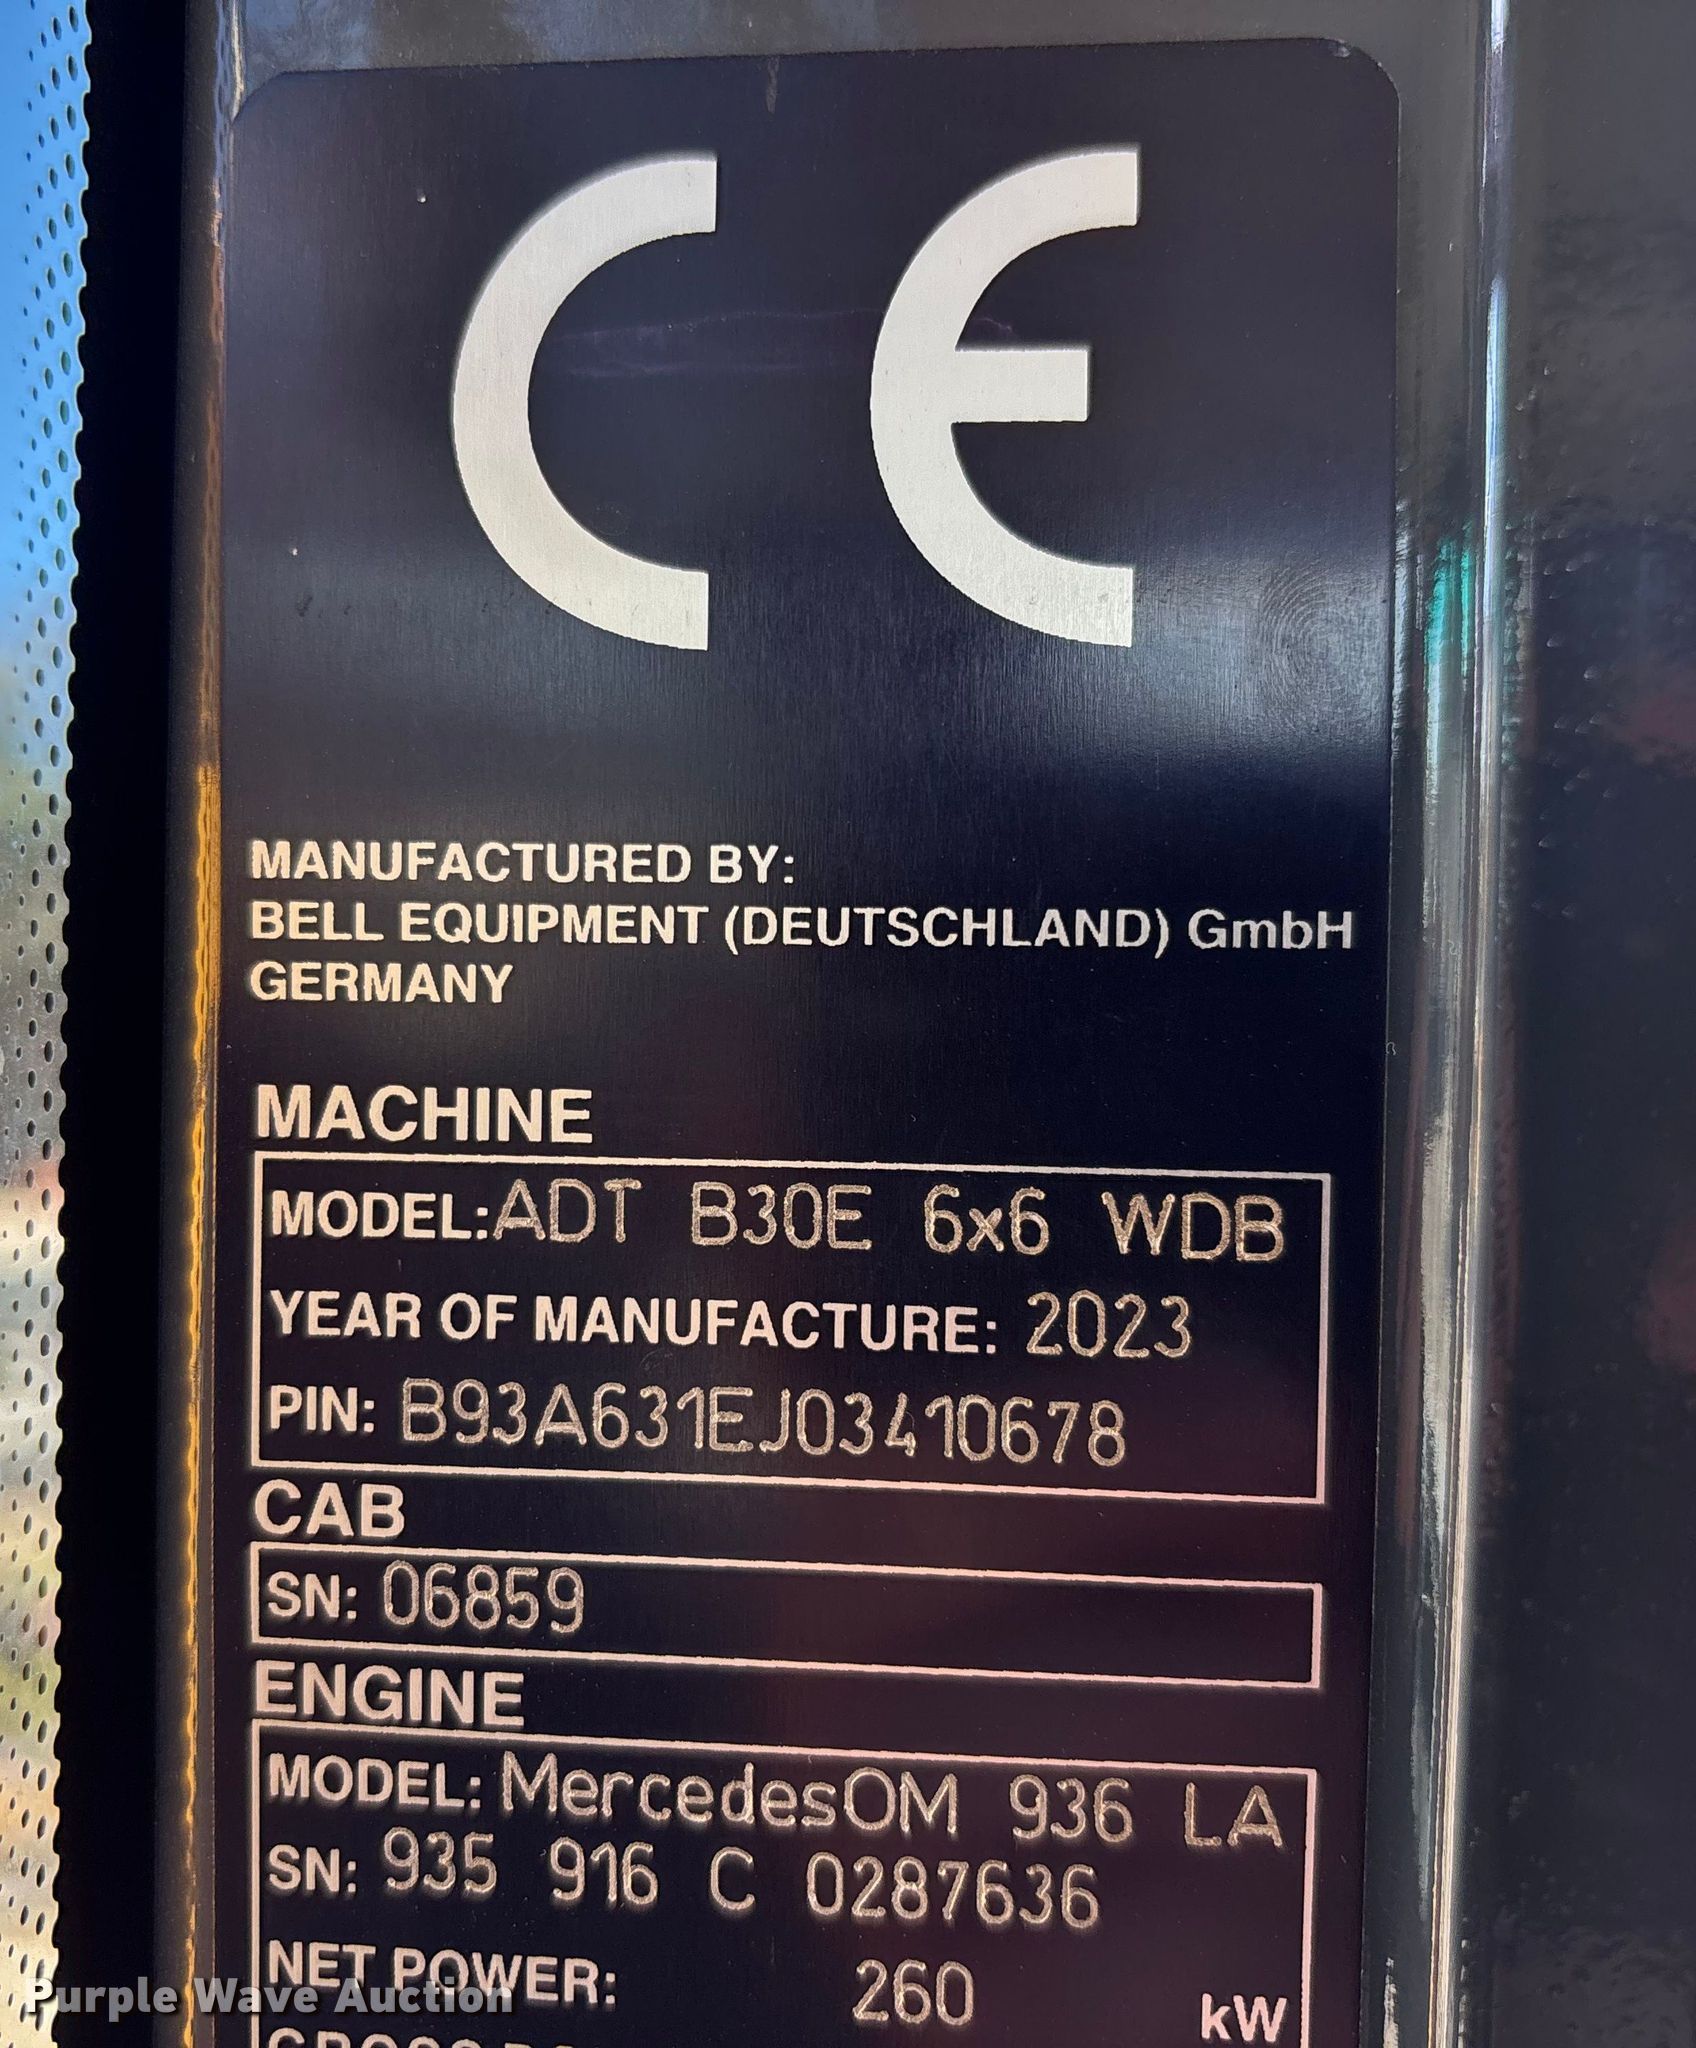 CE
MANUFACTURED BY:
BELL EQUIPMENT (DEUTSCHLAND) GmbH
GERMANY
MACHINE
MODEL: ADT B30E 6x6 WDB
YEAR OF MANUFACTURE: 2023
PIN: B93A631EJ03410678
CAB
SN: 06859
ENGINE
MODEL: MercedesOM 936 LA
SN: 935 916 C 0287636
NET POWER: 260 kW
Purple Wave Auction